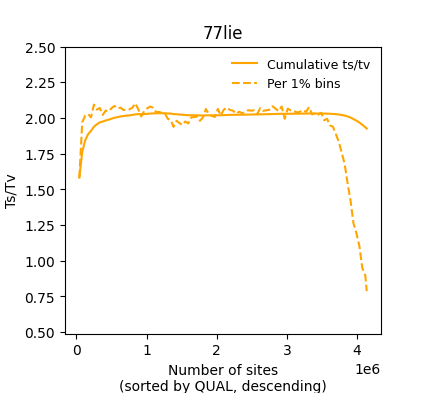 77lie
Ts/Tv
2.50
2.25
2.00
1.75
1.50
1.25
1.00
0.75
0.50
Cumulative ts/tv
Per 1% bins
0 1 2 3 4
1e6
Number of sites
(sorted by QUAL, descending)